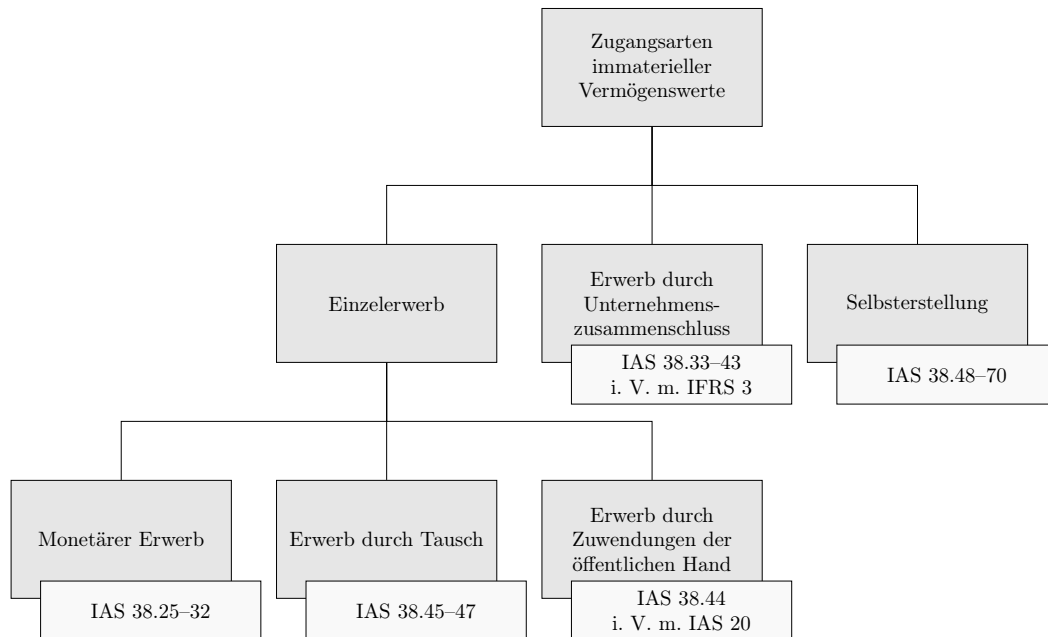 Zugangsarten
immaterieller
Vermögenswerte
Einzelerwerb
Erwerb durch
Unternehmens-
zusammenschluss
IAS 38.33–43
i. V. m. IFRS 3
Selbsterstellung
IAS 38.48–70
Monetärer Erwerb
IAS 38.25–32
Erwerb durch Tausch
IAS 38.45–47
Erwerb durch
Zuwendungen der
öffentlichen Hand
IAS 38.44
i. V. m. IAS 20